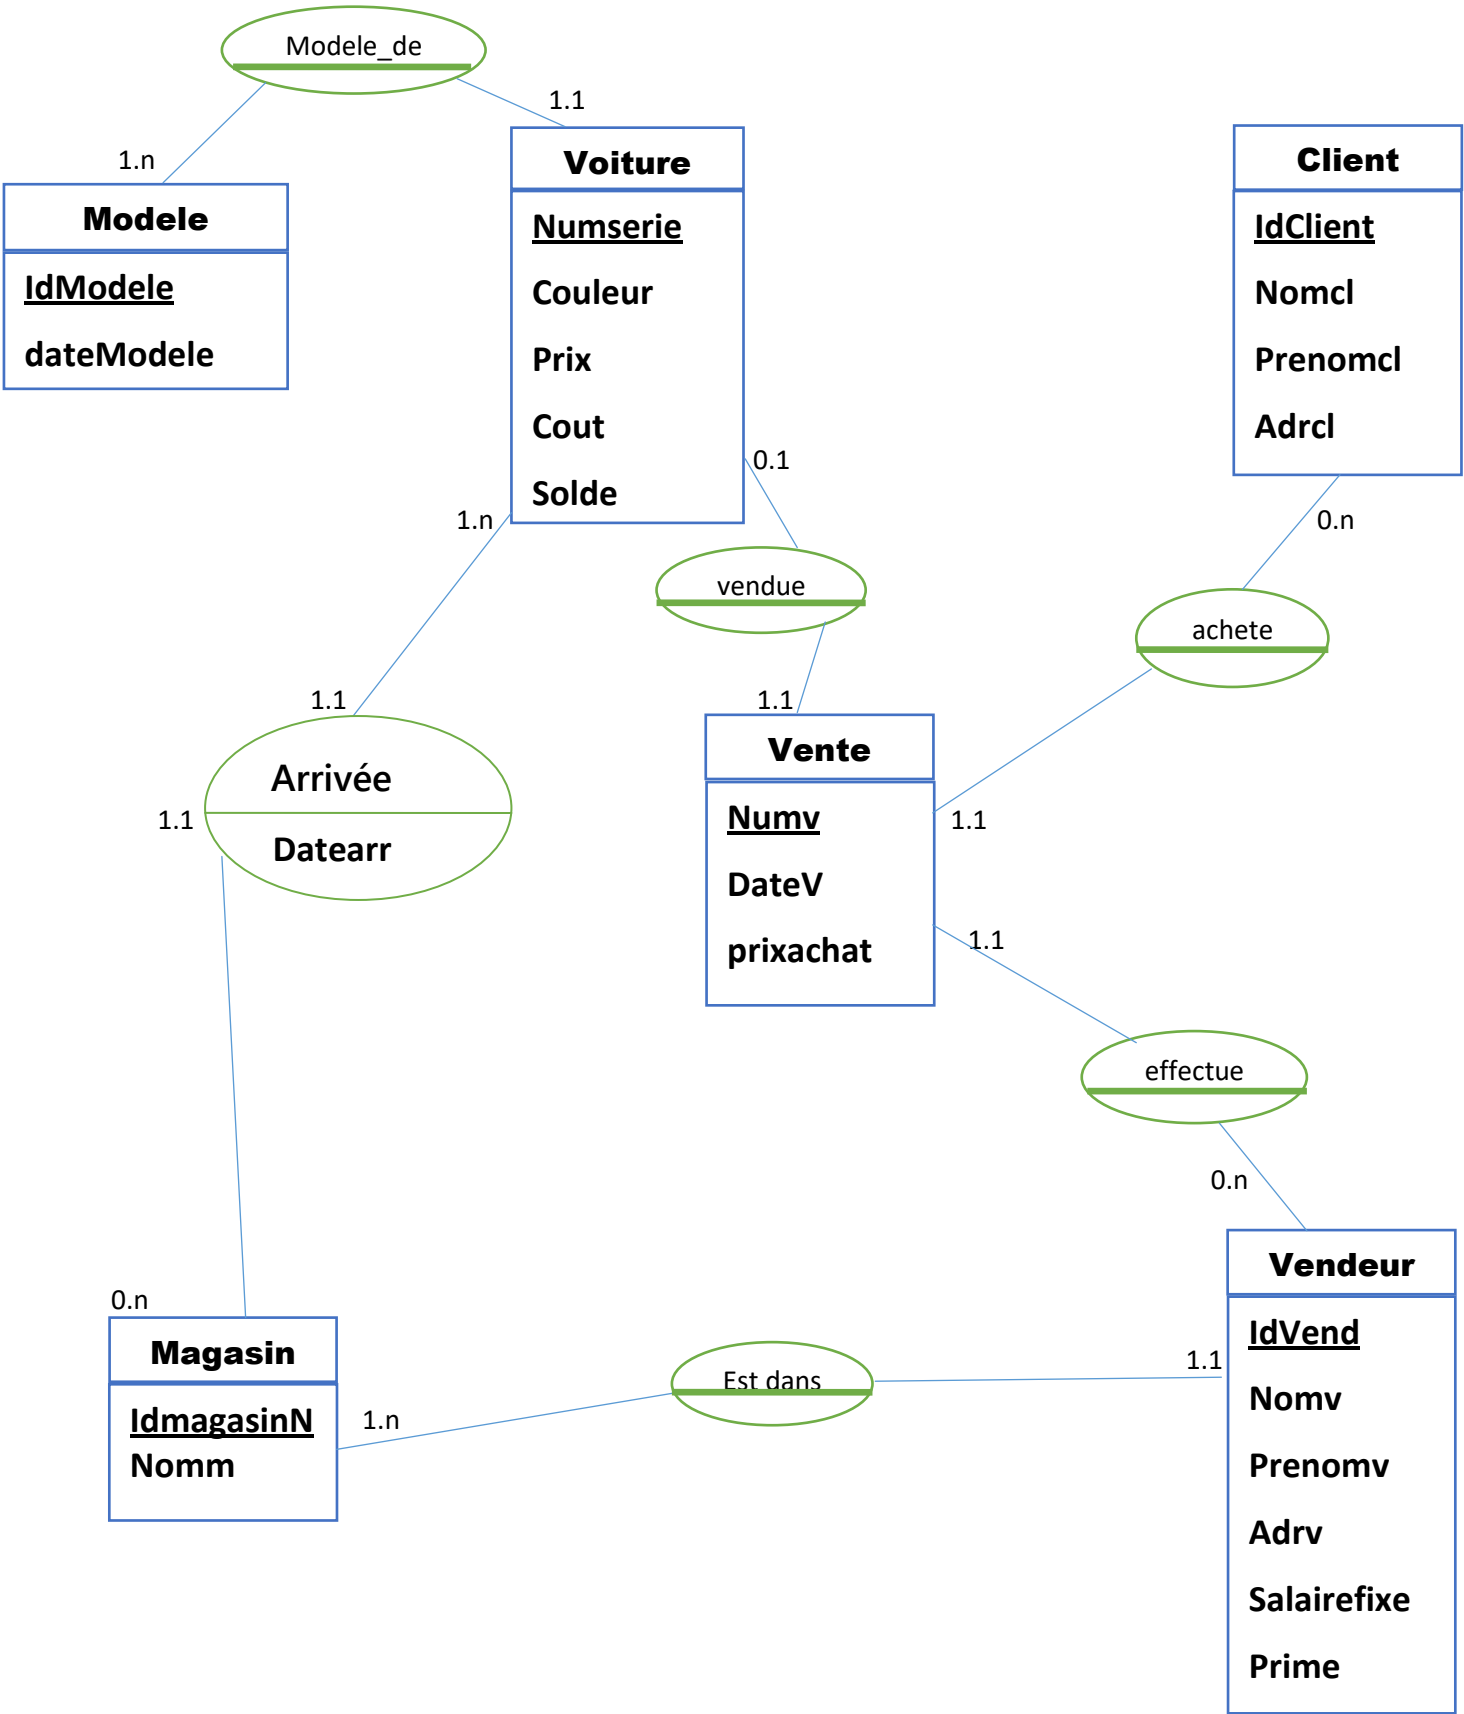 Modele_de
1.1
1.n
Modele
IdModele
dateModele
Voiture
Numserie
Couleur
Prix
Cout
Solde
Client
IdClient
Nomcl
Prenomcl
Adrcl
0.1
1.n
0.n
vendue
achete
1.1
1.1
Arrivée
Datearr
1.1
Vente
Numv
DateV
prixachat
1.1
1.1
effectue
0.n
0.n
Magasin
IdmagasinN
Nomm
1.n
Est dans
1.1
Vendeur
IdVend
Nomv
Prenomv
Adrv
Salairefixe
Prime